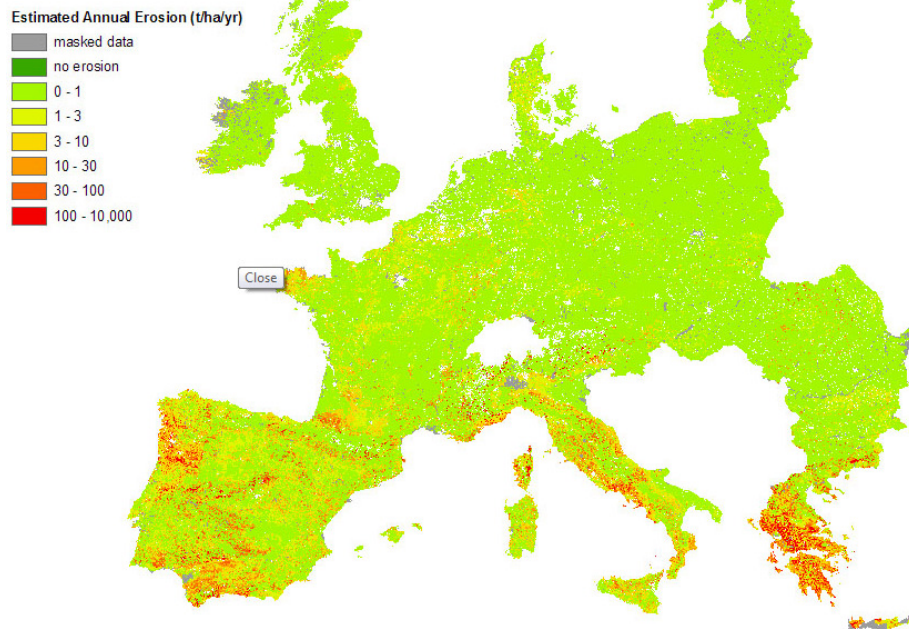 Estimated Annual Erosion (t/ha/yr)
masked data
no erosion
0 - 1
1 - 3
3 - 10
10 - 30
30 - 100
100 - 10,000
Close